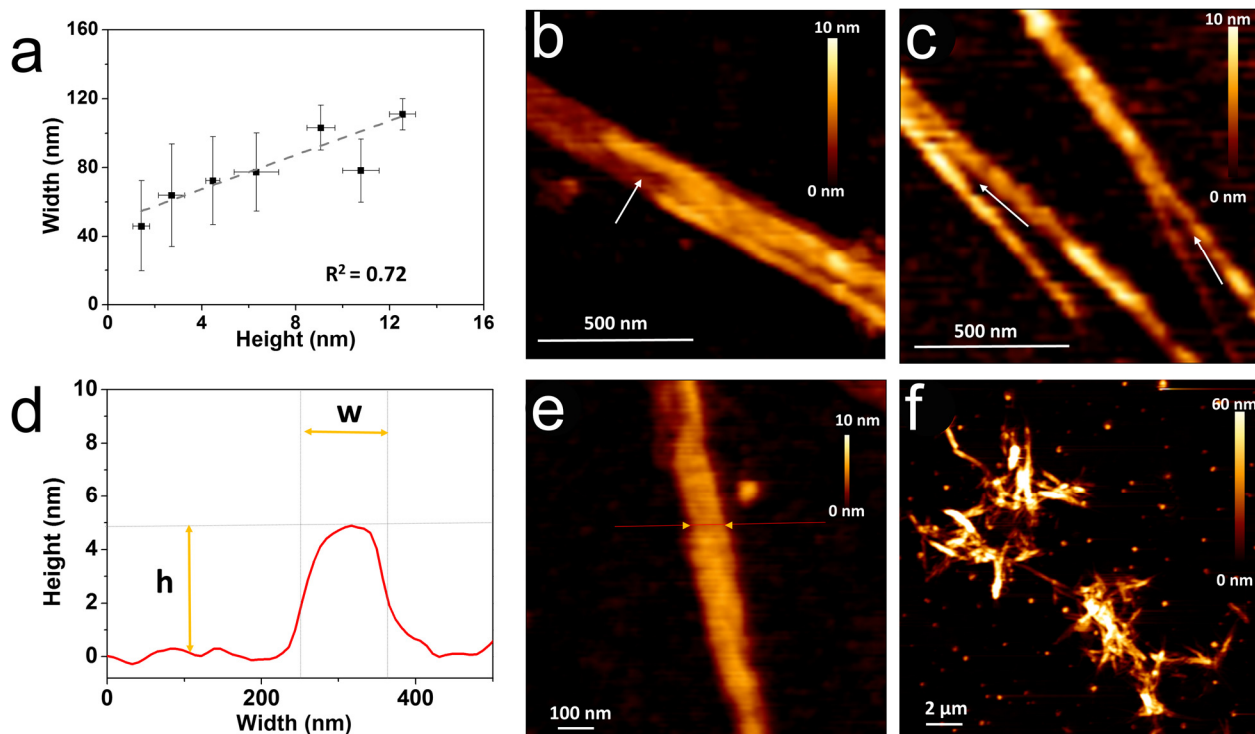 a
160
120
80
40
0
Width (nm)
0
4
8
12
16
Height (nm)
R² = 0.72
b
10 nm
0 nm
500 nm
c
10 nm
0 nm
500 nm
d
10
8
6
4
2
0
Height (nm)
w
h
0
200
400
Width (nm)
e
10 nm
0 nm
100 nm
f
60 nm
0 nm
2 µm